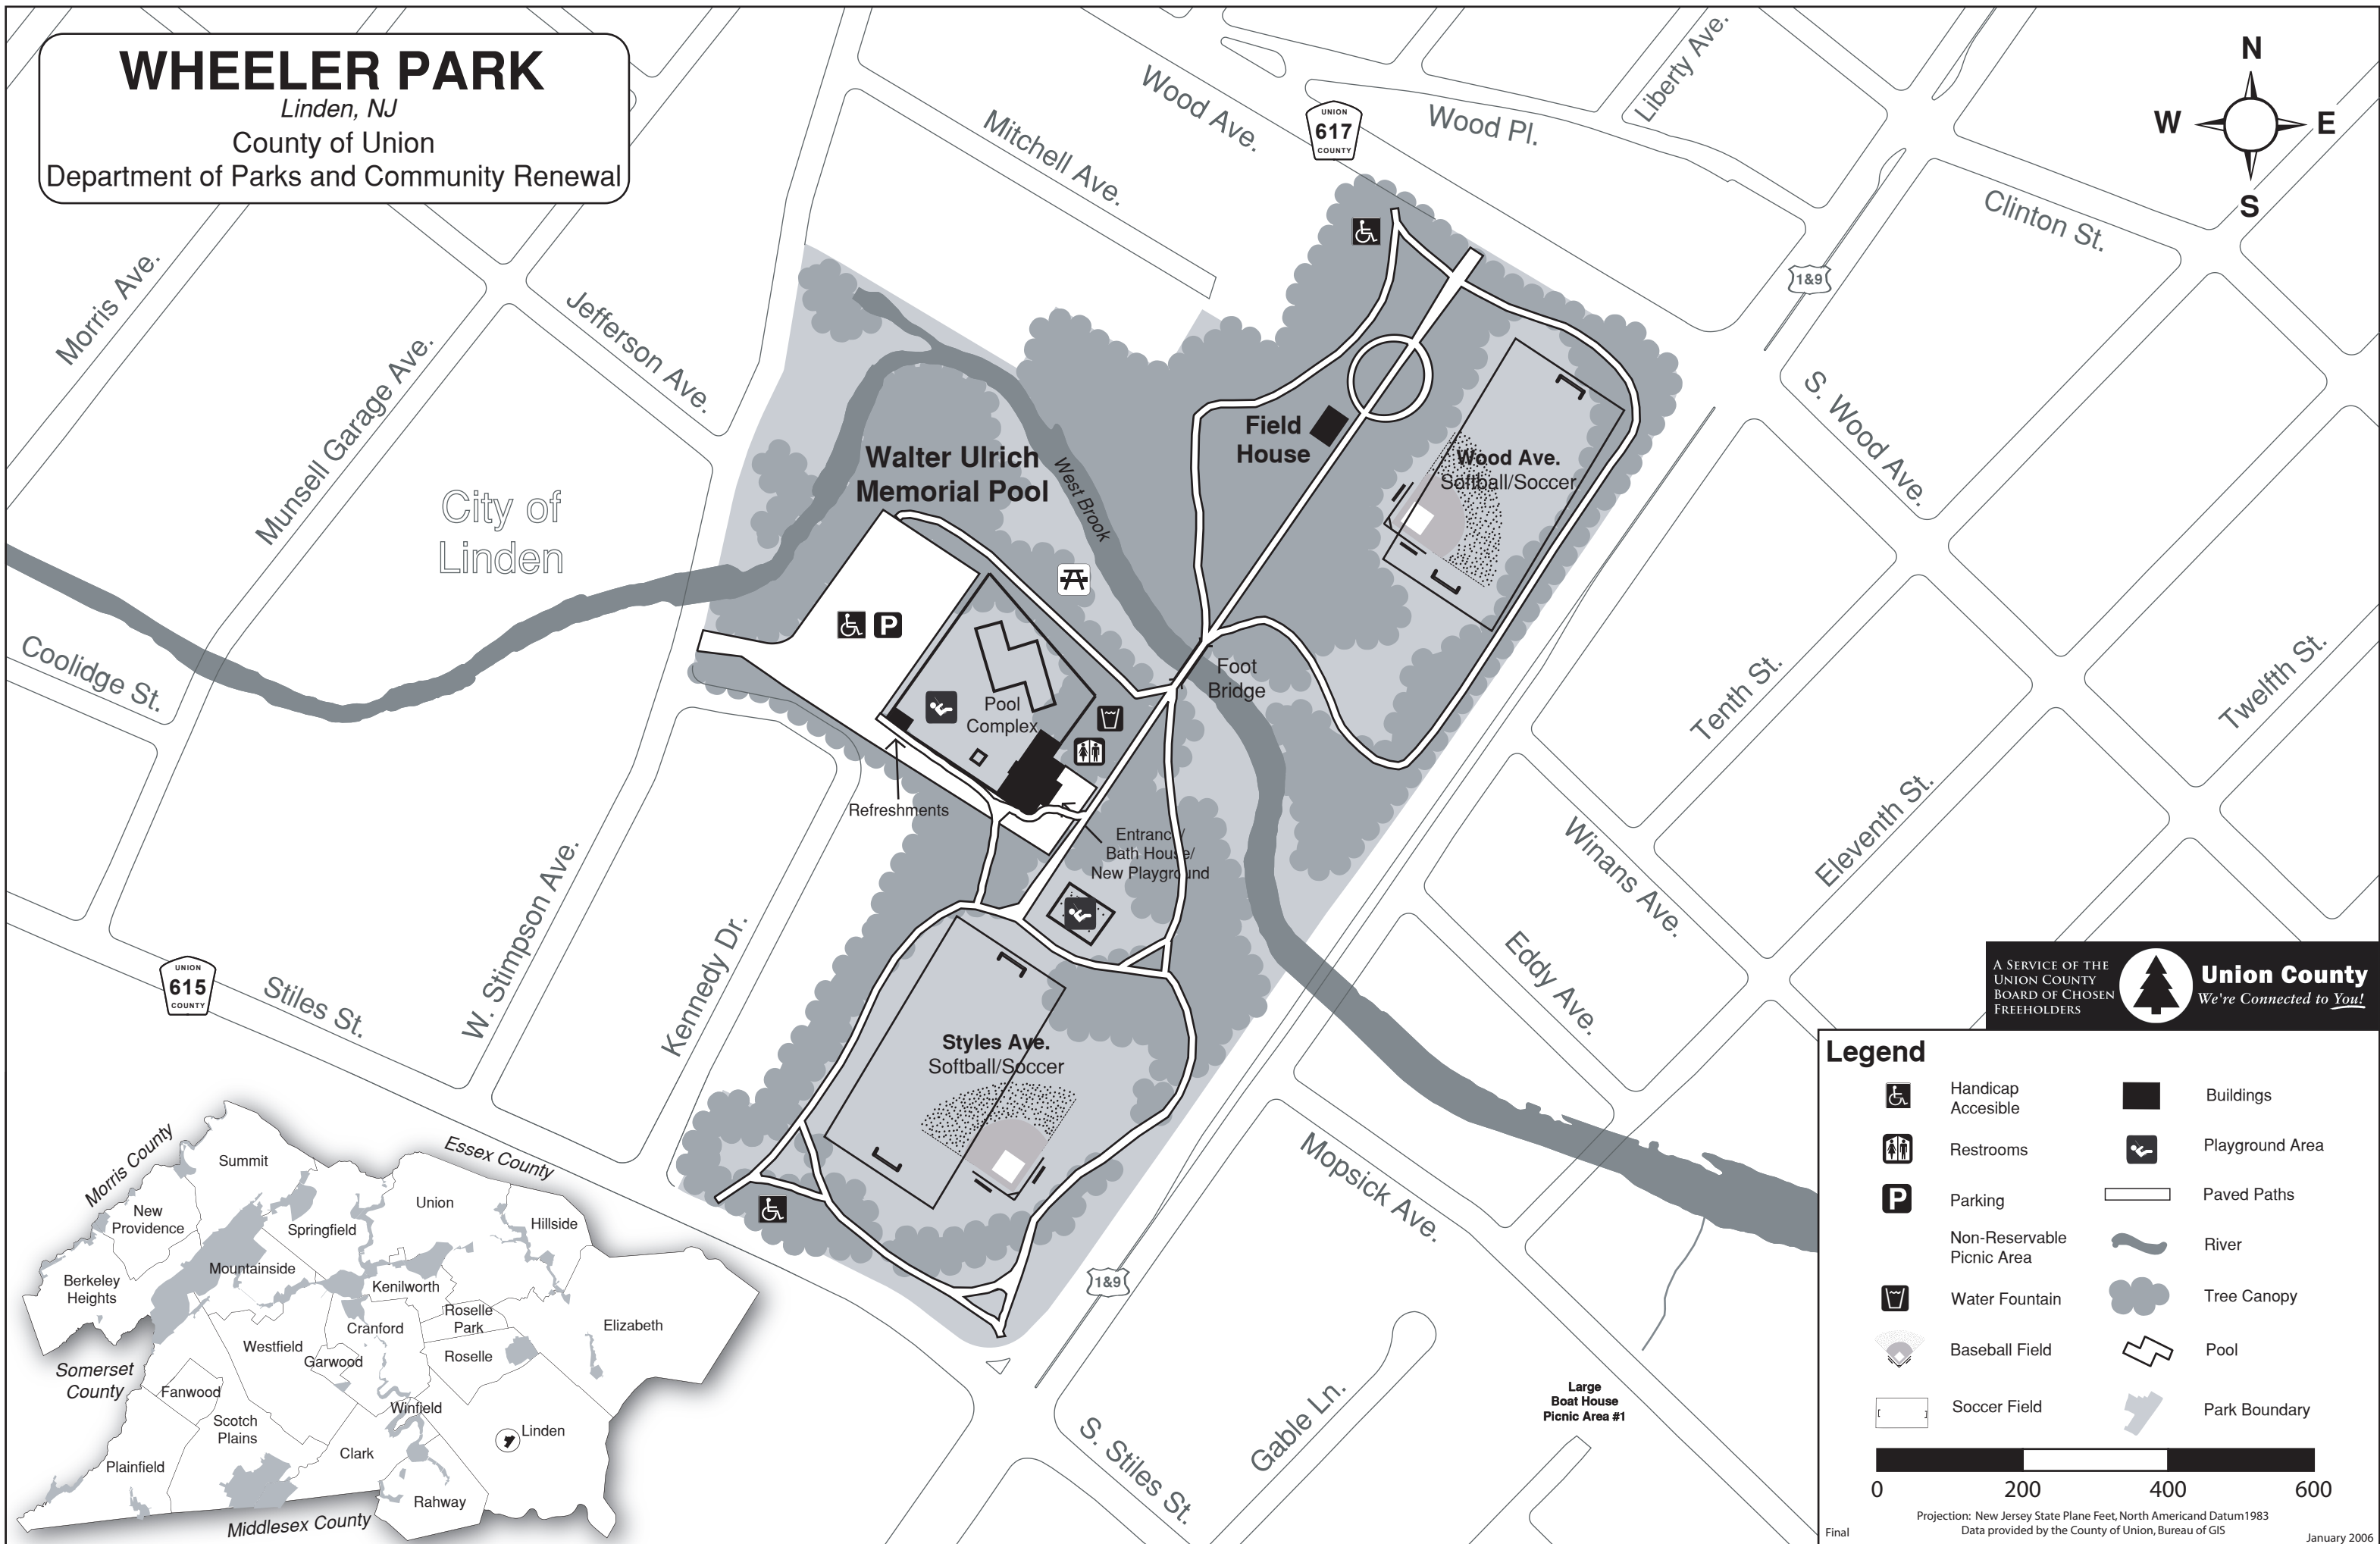 WHEELER PARK
Linden, NJ
County of Union
Department of Parks and Community Renewal
N
W
E
S
Wood Ave.
UNION
617
COUNTY
Wood Pl.
Liberty Ave.
Mitchell Ave.
Clinton St.
1&9
Morris Ave.
Munsell Garage Ave.
Jefferson Ave.
S. Wood Ave.
Field
House
Wood Ave.
Softball/Soccer
Walter Ulrich
Memorial Pool
West Brook
City of
Linden
P
Coolidge St.
Foot
Bridge
Pool
Complex
Tenth St.
Twelfth St.
Refreshments
Entrance/
Bath House/
New Playground
Winans Ave.
Eleventh St.
Eddy Ave.
W. Stimpson Ave.
Kennedy Dr.
UNION
615
COUNTY
Stiles St.
Styles Ave.
Softball/Soccer
Mopsick Ave.
1&9
S. Stiles St.
Gable Ln.
Large
Boat House
Picnic Area #1
A Service of the
Union County
Board of Chosen
Freeholders
Union County
We're Connected to You!
Legend
Handicap
Accesible
Restrooms
P
Parking
Non-Reservable
Picnic Area
Water Fountain
Baseball Field
Soccer Field
Buildings
Playground Area
Paved Paths
River
Tree Canopy
Pool
Park Boundary
0
200
400
600
Projection: New Jersey State Plane Feet, North Americand Datum1983
Data provided by the County of Union, Bureau of GIS
Final
January 2006
Morris County
Essex County
Summit
New
Providence
Springfield
Union
Hillside
Berkeley
Heights
Mountainside
Kenilworth
Roselle
Park
Elizabeth
Cranford
Westfield
Garwood
Roselle
Somerset
County
Fanwood
Winfield
Scotch
Plains
Linden
Clark
Plainfield
Rahway
Middlesex County